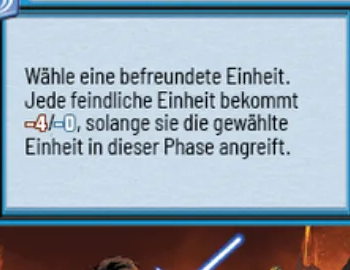 Wähle eine befreundete Einheit.
Jede feindliche Einheit bekommt
-4/-0, solange sie die gewählte
Einheit in dieser Phase angreift.